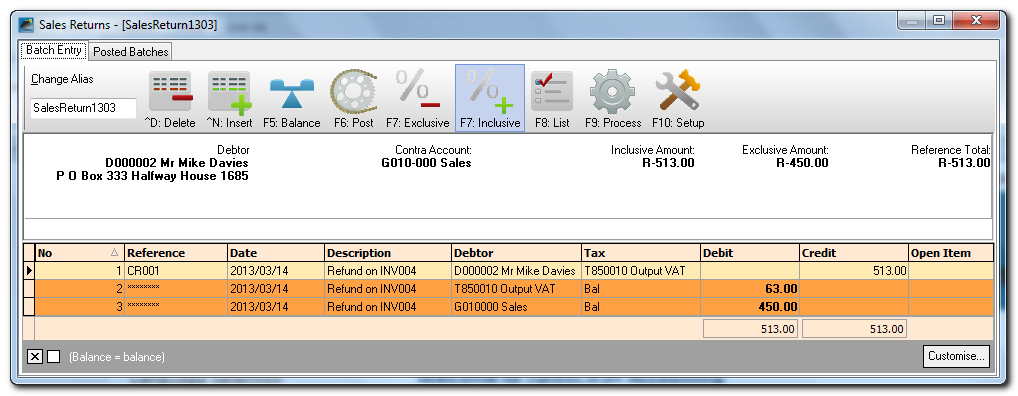 Sales Returns - [SalesReturn1303]
Batch Entry Posted Batches
Change Alias
SalesReturn1303
^D: Delete ^N: Insert F5: Balance F6: Post F7: Exclusive F7: Inclusive F8: List F9: Process F10: Setup
Debtor Contra Account: Inclusive Amount: Exclusive Amount: Reference Total:
D000002 Mr Mike Davies G010-000 Sales R-513.00 R-450.00 R-513.00
P O Box 333 Halfway House 1685
No Reference Date Description Debtor Tax Debit Credit Open Item
1 CR001 2013/03/14 Refund on INV004 D000002 Mr Mike Davies T850010 Output VAT 513.00
2 ******** 2013/03/14 Refund on INV004 T850010 Output VAT Bal 63.00
3 ******** 2013/03/14 Refund on INV004 G010000 Sales Bal 450.00
513.00 513.00
(Balance = balance) Customise...